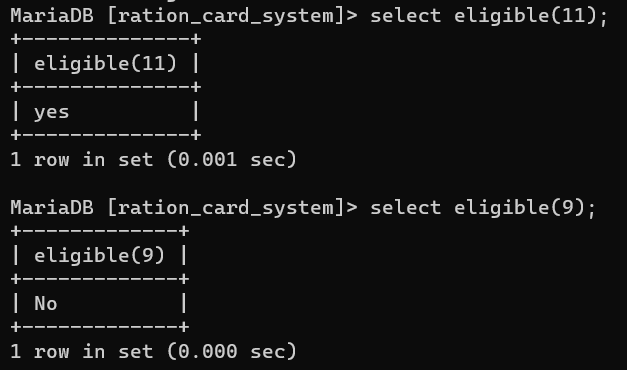 MariaDB [ration_card_system]> select eligible(11);
+--------------+
| eligible(11) |
+--------------+
| yes          |
+--------------+
1 row in set (0.001 sec)

MariaDB [ration_card_system]> select eligible(9);
+-------------+
| eligible(9) |
+-------------+
| No          |
+-------------+
1 row in set (0.000 sec)